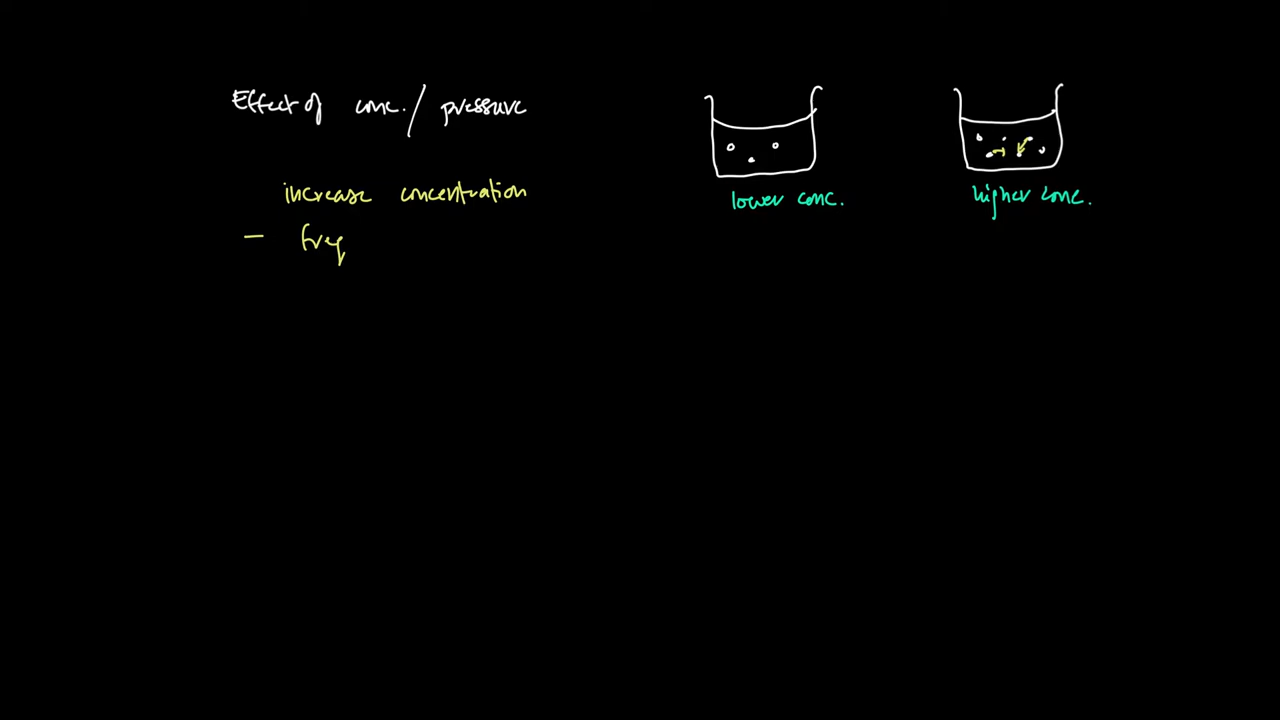 Effect of conc. / pressure
increase concentration
— freq
lower conc.
higher conc.